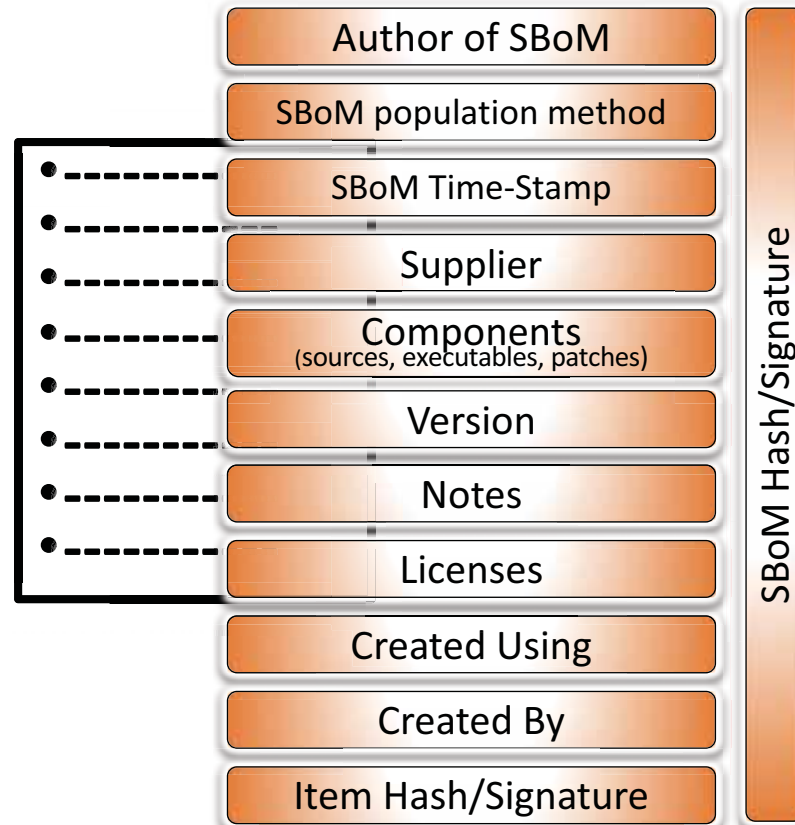 Author of SBoM
SBoM population method
SBoM Time-Stamp
Supplier
Components
(sources, executables, patches)
Version
Notes
Licenses
Created Using
Created By
Item Hash/Signature
SBoM Hash/Signature